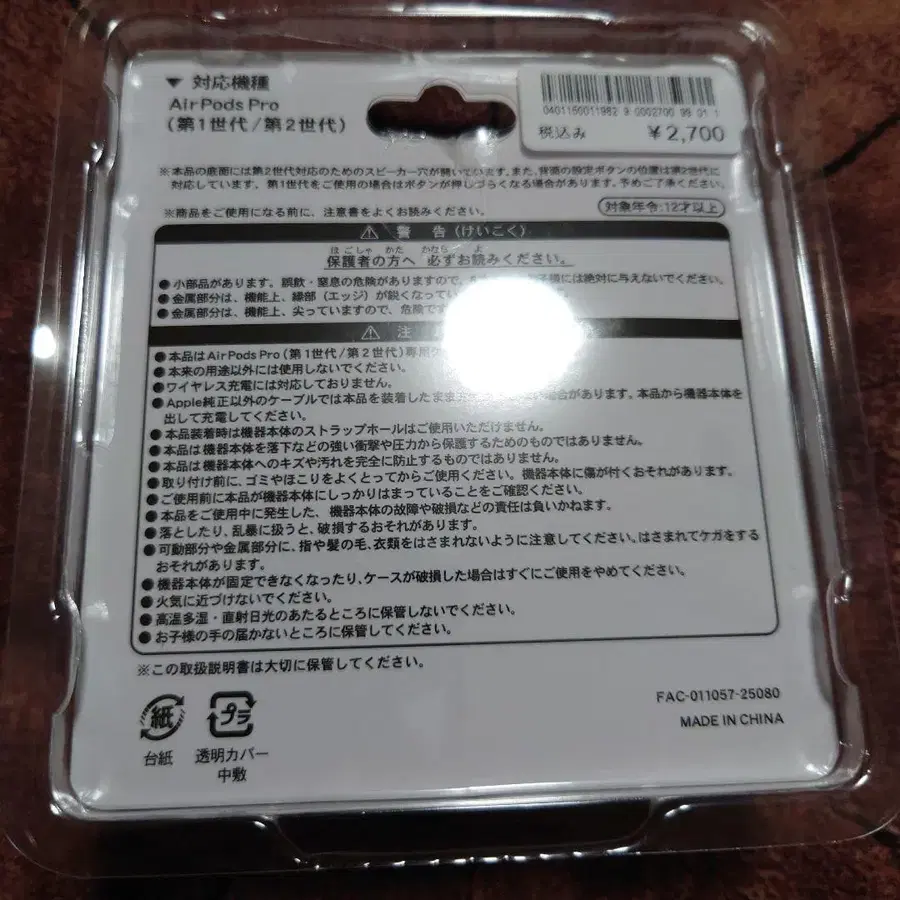 ▼ 対応機種
AirPods Pro
(第1世代/第2世代)
税込み ¥2,700
※本品の底面には第2世代対応のためのスピーカー穴が開いています。また、背面の設定ボタンの位置は第2世代に
対応しています。第1世代をご使用の場合はボタンが押しづらくなる場合があります。予めご了承ください。
※商品をご使用になる前に、注意書をよくお読みください。
対象年令:12才以上
⚠ 警告(けいこく)
ほごしゃ かた かなら よ
保護者の方へ 必ずお読みください。
●小部品があります。誤飲・窒息の危険がありますので、 には絶対に与えないでください。
●金属部分は、機能上、縁部(エッジ)が鋭くなってい
●金属部分は、機能上、尖っていますので、危険です
⚠ 注
●本品はAirPods Pro(第1世代/第2世代)専用
●本来の用途以外には使用しないでください。
●ワイヤレス充電には対応しておりません。
●Apple純正以外のケーブルでは本品を装着したまま 場合があります。本品から機器本体を
出して充電してください。
●本品装着時は機器本体のストラップホールはご使用いただけません。
●本品は機器本体を落下などの強い衝撃や圧力から保護するためのものではありません。
●本品は機器本体へのキズや汚れを完全に防止するものではありません。
●取り付け前に、ゴミやほこりをよくとってからご使用ください。機器本体に傷が付くおそれがあります。
●ご使用前に本品が機器本体にしっかりはまっていることをご確認ください。
●本品をご使用中に発生した、機器本体の故障や破損などの責任は負いかねます。
●落としたり、乱暴に扱うと、破損するおそれがあります。
●可動部分や金属部分に、指や髪の毛、衣類をはさまれないように注意してください。はさまれてケガをする
おそれがあります。
●機器本体が固定できなくなったり、ケースが破損した場合はすぐにご使用をやめてください。
●火気に近づけないでください。
●高温多湿・直射日光のあたるところに保管しないでください。
●お子様の手の届かないところに保管してください。
※この取扱説明書は大切に保管してください。
紙 プラ
台紙 透明カバー
中敷
FAC-011057-25080
MADE IN CHINA